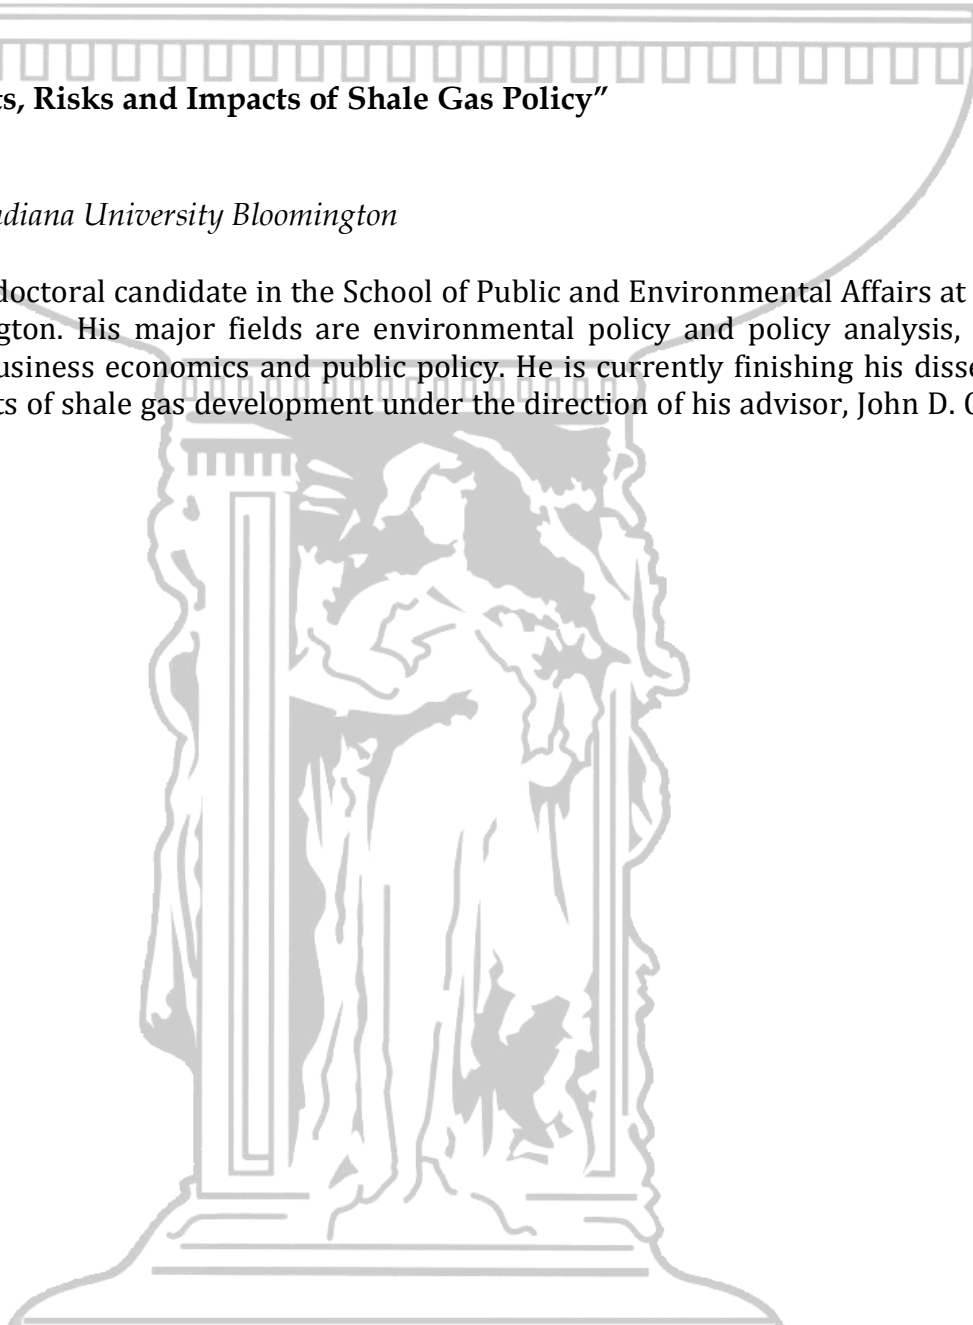 ts, Risks and Impacts of Shale Gas Policy”
ndiana University Bloomington
doctoral candidate in the School of Public and Environmental Affairs at
gton. His major fields are environmental policy and policy analysis,
usiness economics and public policy. He is currently finishing his disse
ts of shale gas development under the direction of his advisor, John D.